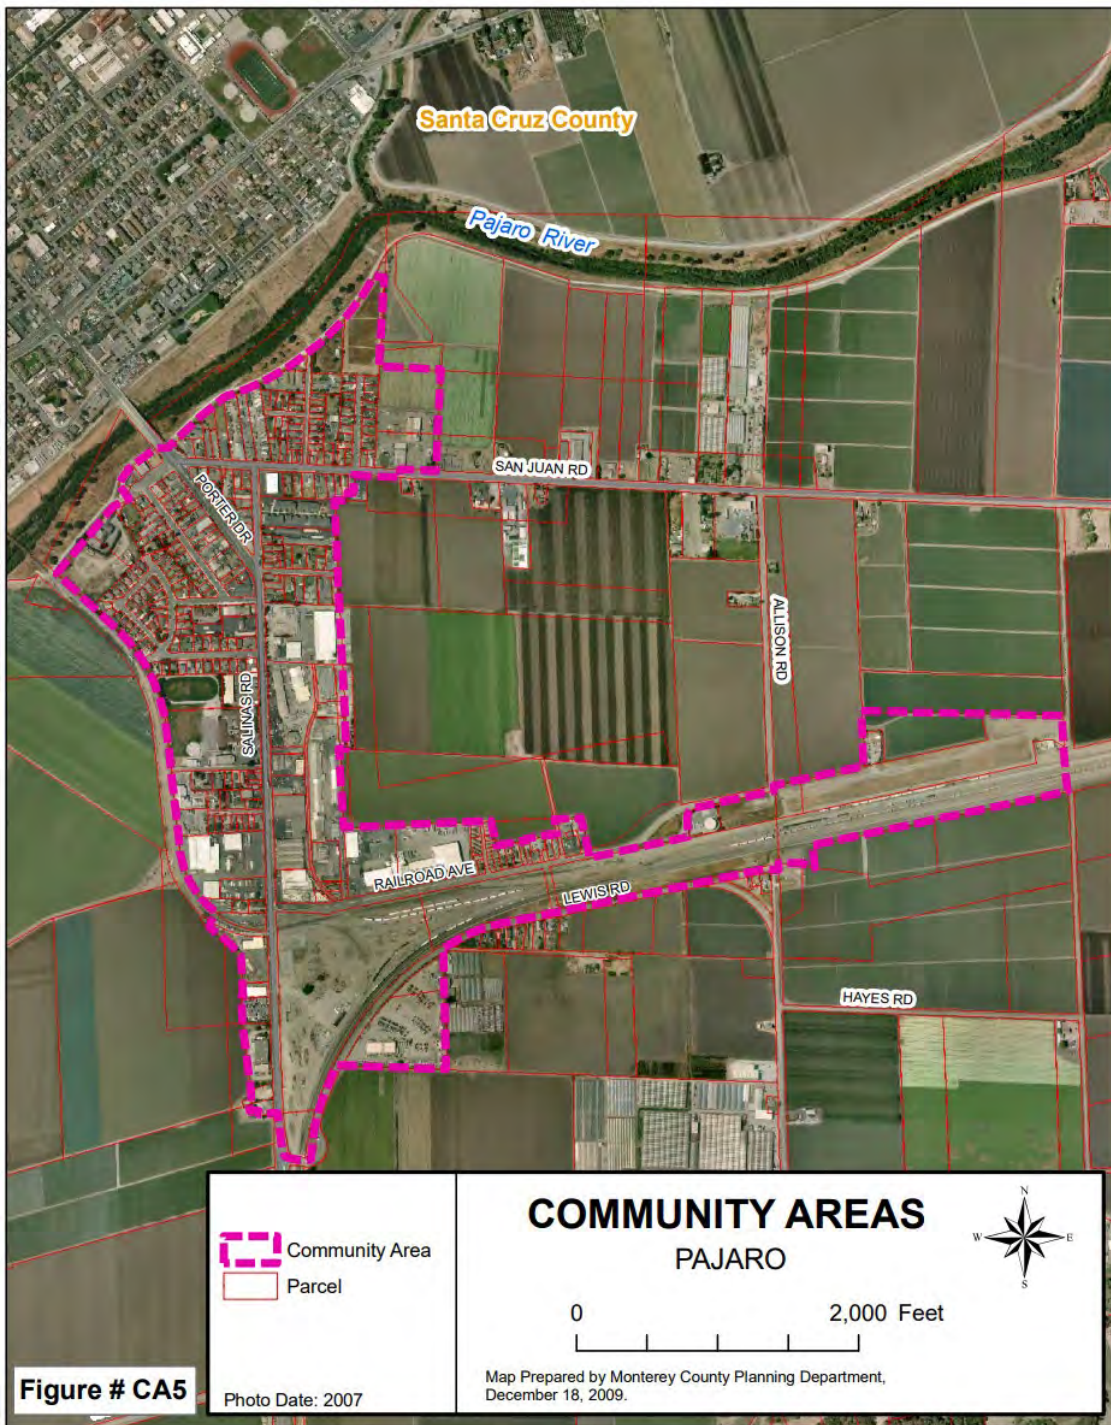 Santa Cruz County
Pajaro River
SAN JUAN RD
PORTER DR
ALLISON RD
SALINAS RD
RAILROAD AVE
LEWIS RD
HAYES RD
Community Area
Parcel
Photo Date: 2007
COMMUNITY AREAS
PAJARO
N
W
E
S
0
2,000 Feet
Map Prepared by Monterey County Planning Department,
December 18, 2009.
Figure # CA5